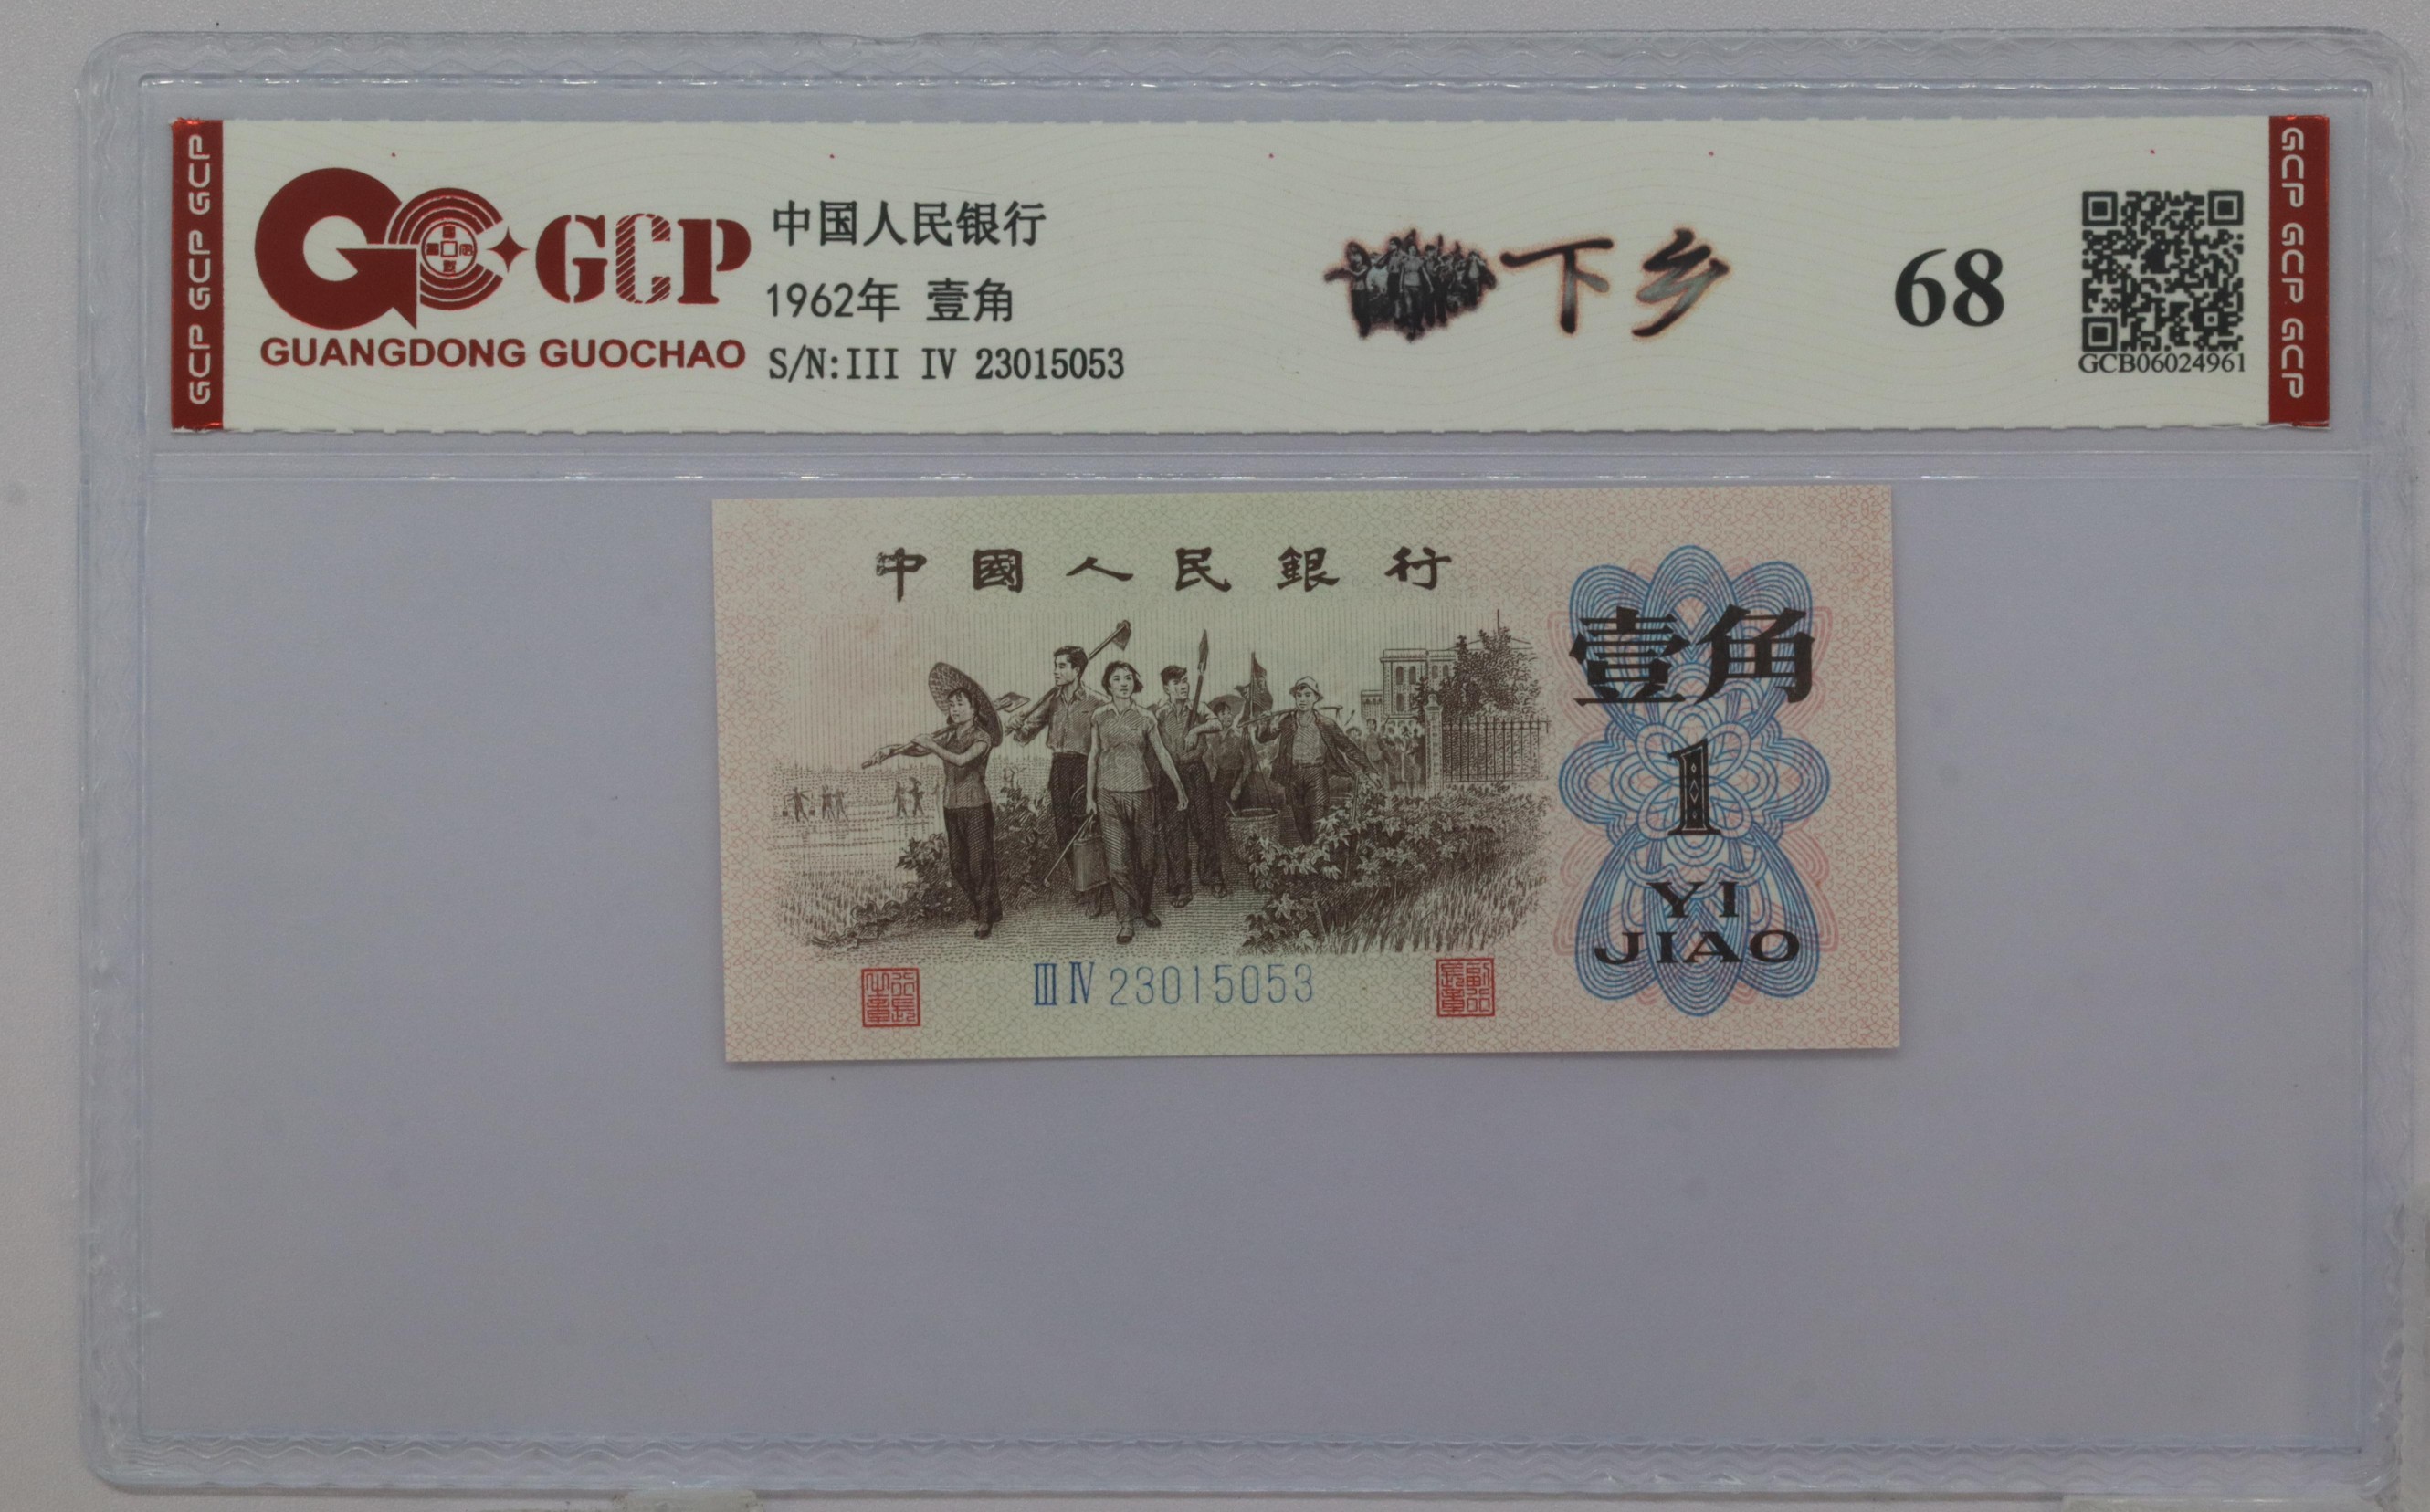 GCP GCP GCP
GCP
GUANGDONG GUOCHAO
中国人民银行
1962年 壹角
S/N:III IV 23015053
下乡
68
GCB06024961
GCP GCP GCP
中國人民銀行
壹角
1
YI
JIAO
III IV 23015053